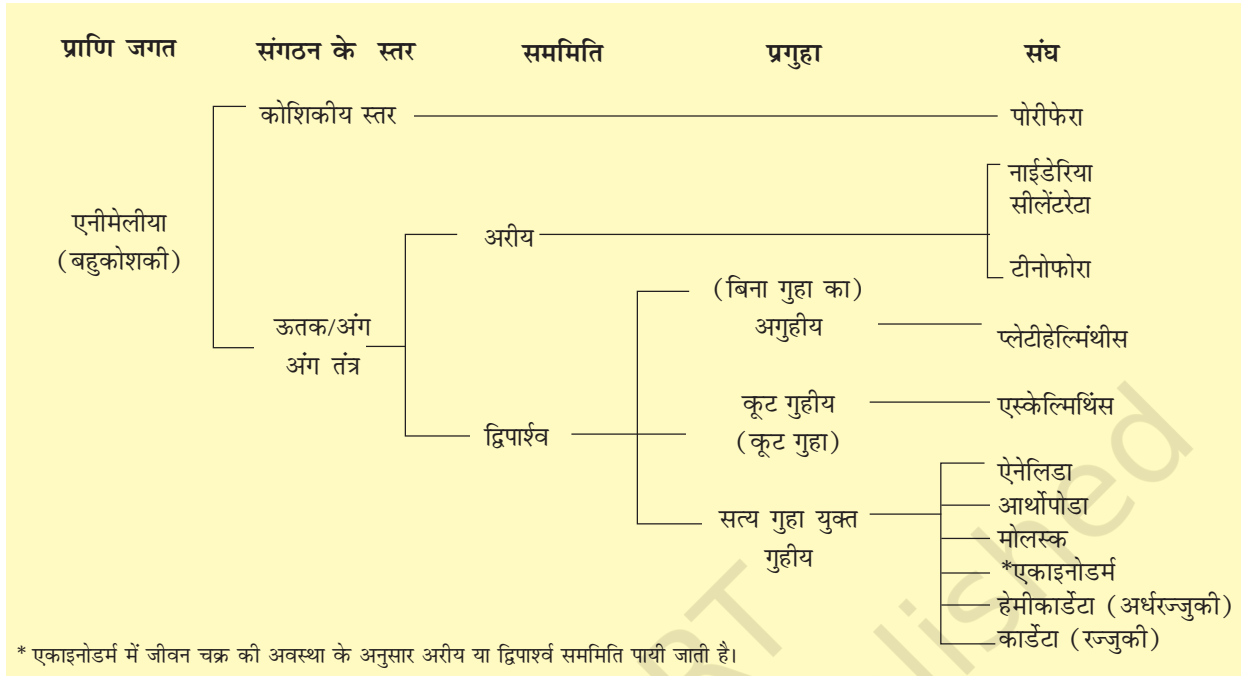 प्राणि जगत संगठन के स्तर सममिति प्रगुहा संघ
कोशिकीय स्तर पोरीफेरा
नाईडेरिया
सीलेंटरेटा
एनीमेलीया
(बहुकोशकी)
अरीय
टीनोफोरा
(बिना गुहा का)
अगुहीय प्लेटीहेल्मिंथीस
ऊतक/अंग
अंग तंत्र
कूट गुहीय एस्केल्मिथिंस
(कूट गुहा)
द्विपार्श्व
ऐनेलिडा
आर्थोपोडा
सत्य गुहा युक्त
गुहीय
मोलस्क
*एकाइनोडर्म
हेमीकार्डेटा (अर्धरज्जुकी)
कार्डेटा (रज्जुकी)
* एकाइनोडर्म में जीवन चक्र की अवस्था के अनुसार अरीय या द्विपार्श्व सममिति पायी जाती है।